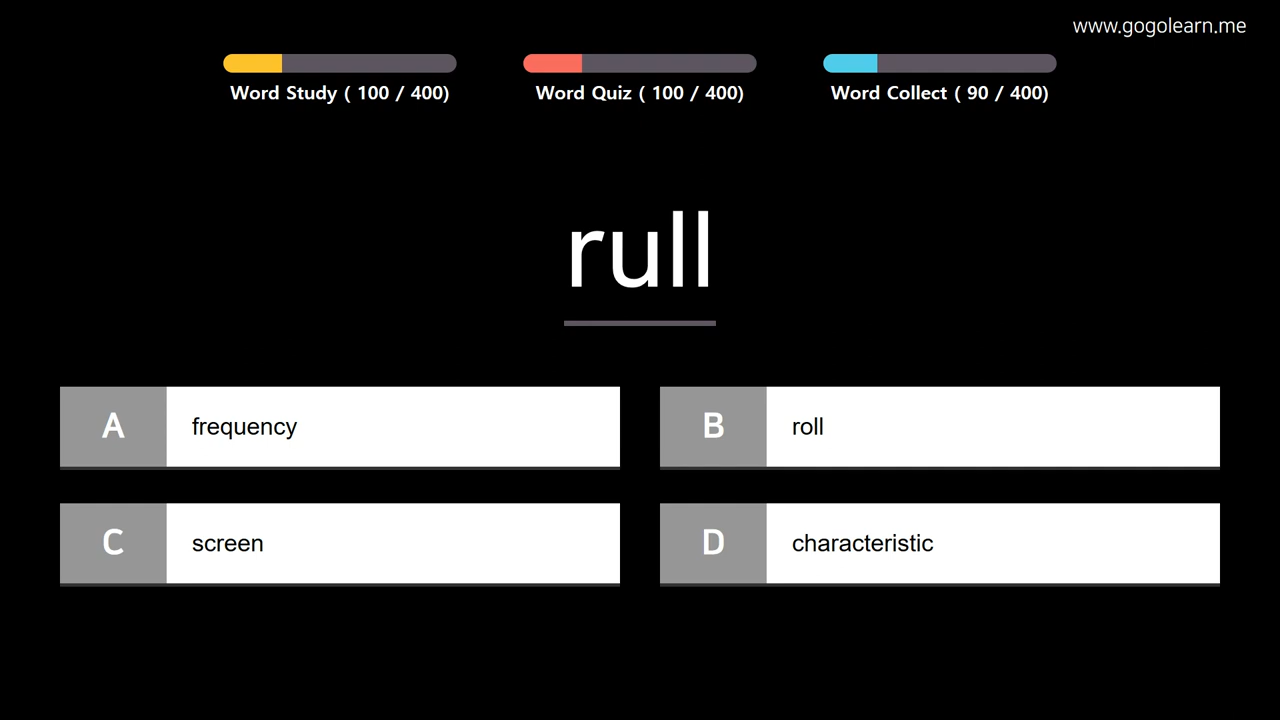 www.gogolearn.me
Word Study ( 100 / 400)
Word Quiz ( 100 / 400)
Word Collect ( 90 / 400)
rull
A frequency
B roll
C screen
D characteristic